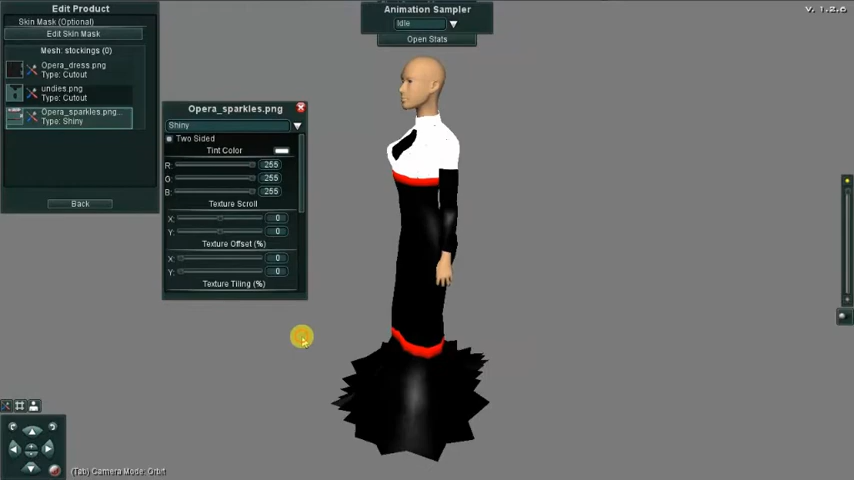 Edit Product
Skin Mask (Optional)
Edit Skin Mask
Mesh: stockings (0)
Opera_dress.png
Type: Cutout
undies.png
Type: Cutout
Opera_sparkles.png...
Type: Shiny
Back
Opera_sparkles.png
Shiny
Two Sided
Tint Color
R: 255
G: 255
B: 255
Texture Scroll
X: 0
Y: 0
Texture Offset (%)
X: 0
Y: 0
Texture Tiling (%)
Animation Sampler
Idle
Open Stats
V. 1.2.6
(Tab) Camera Mode: Orbit